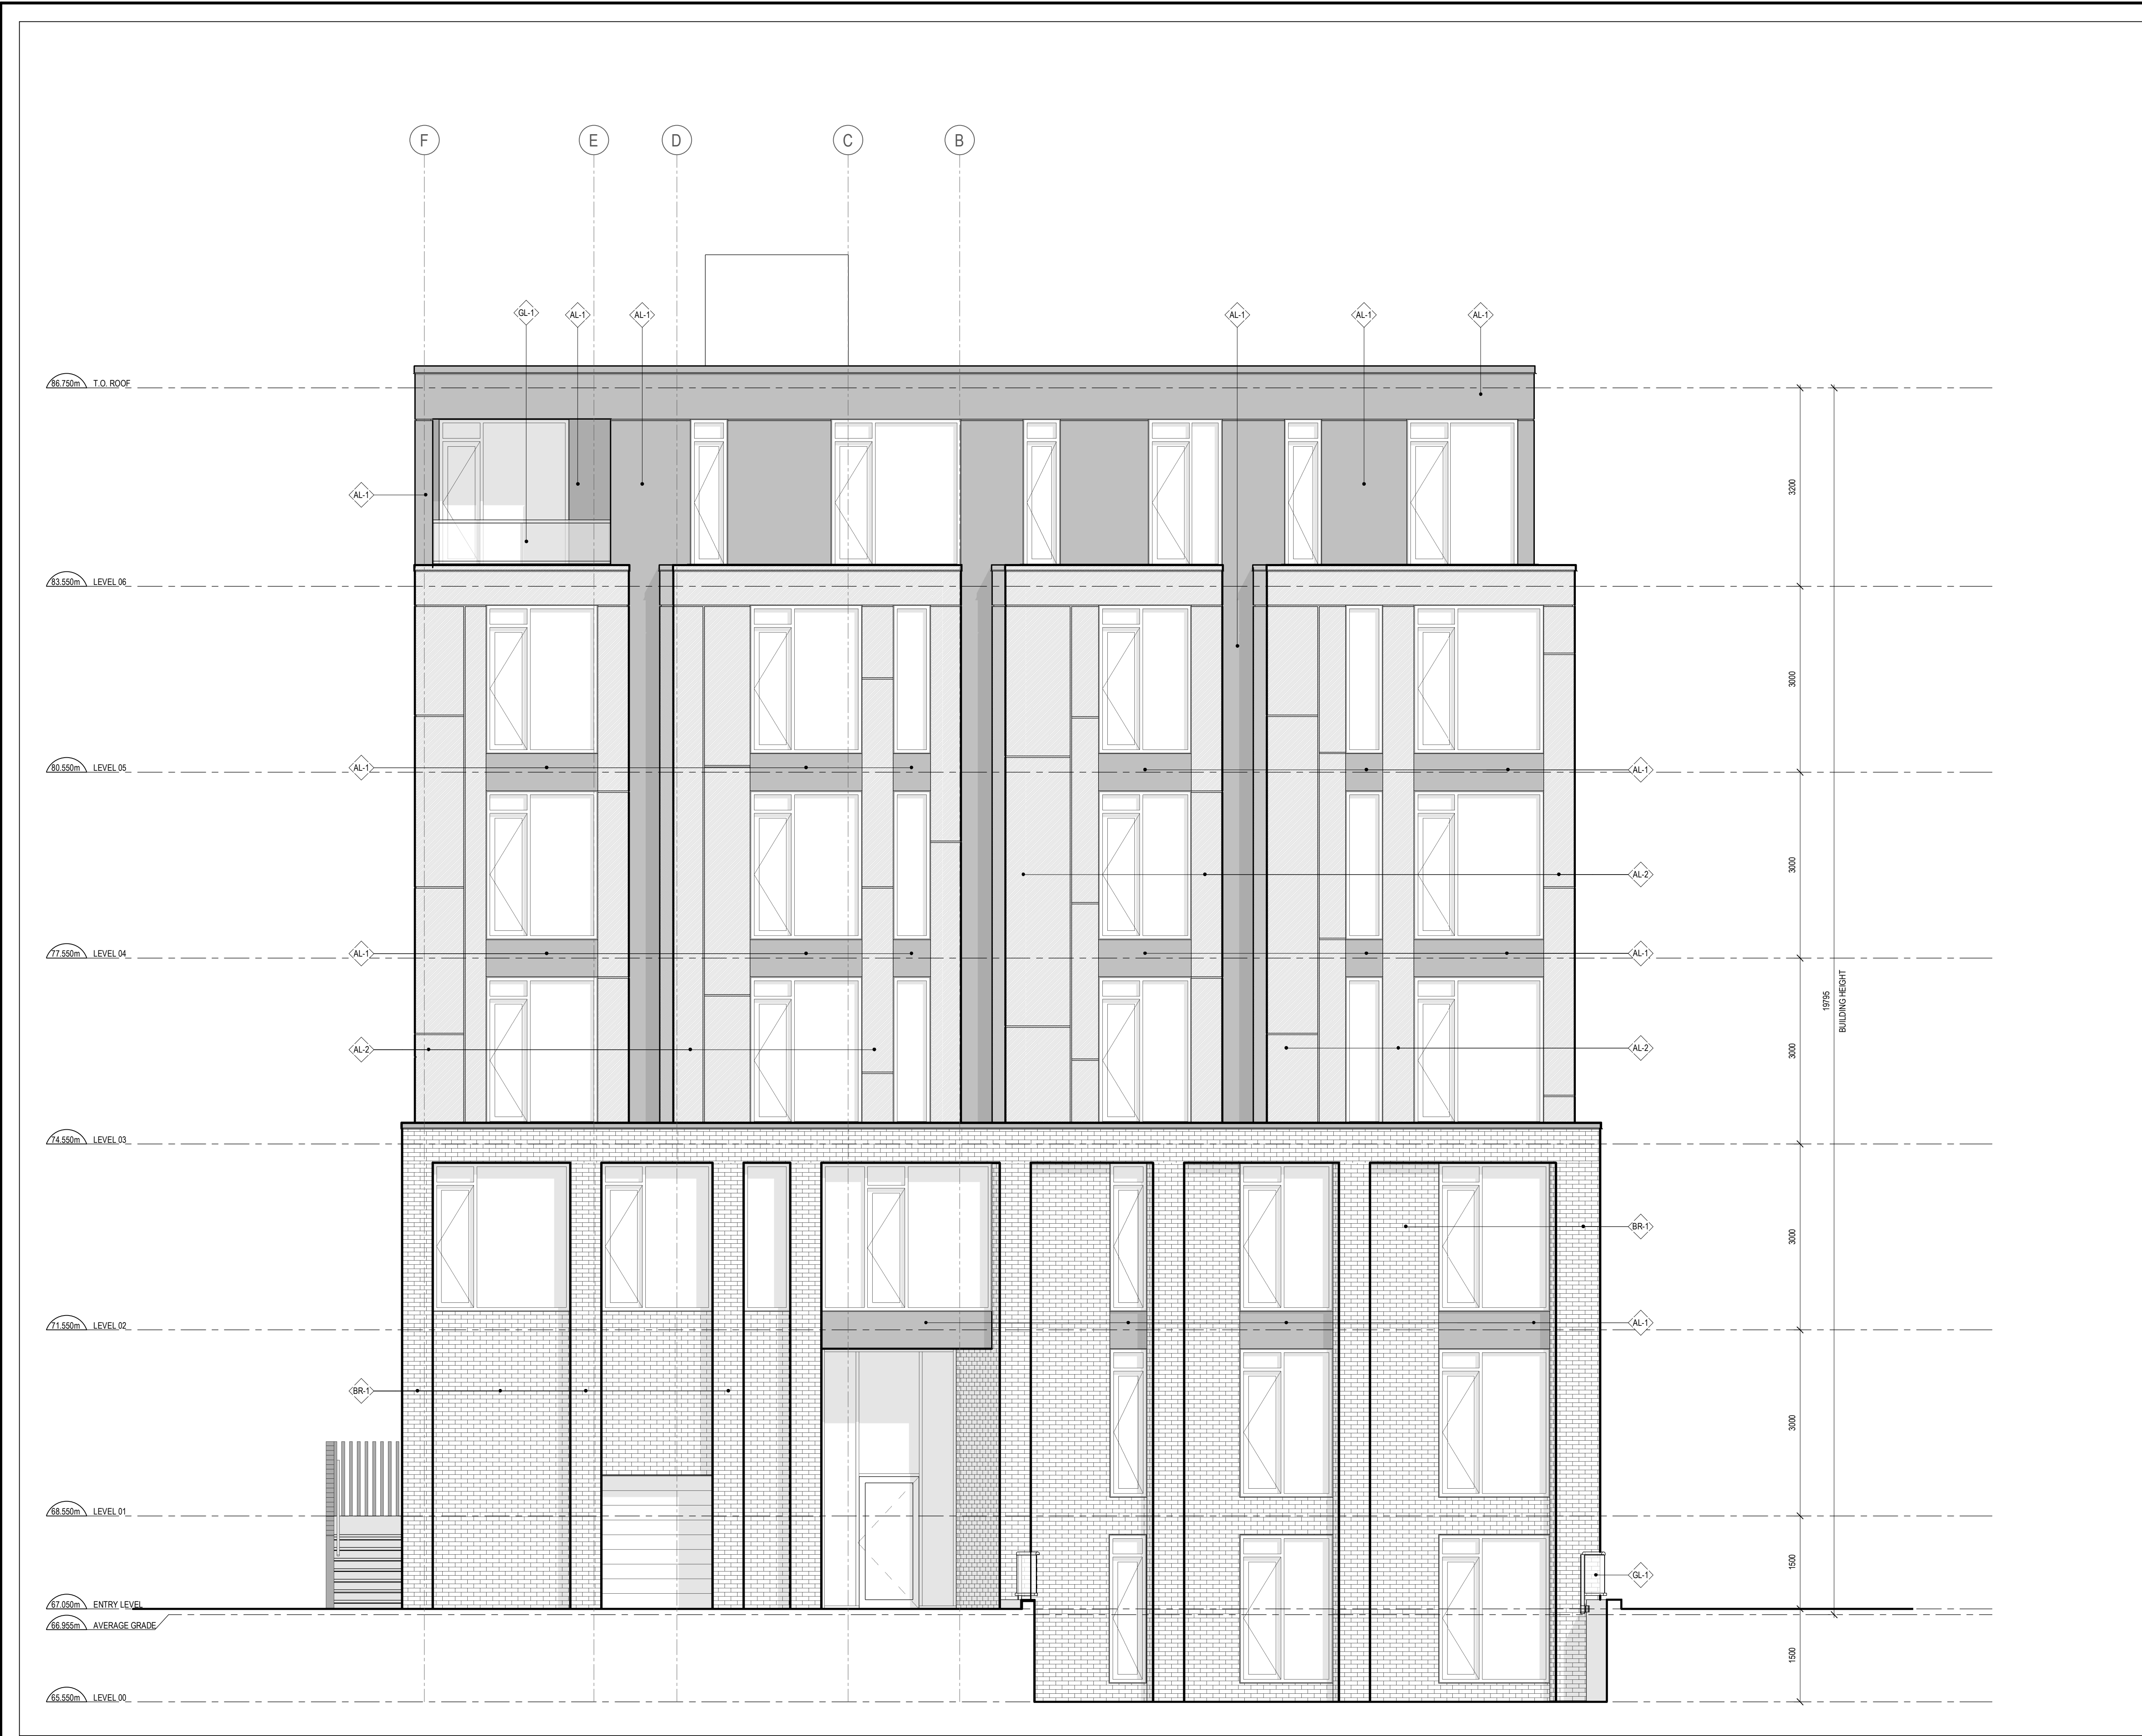 F E D C B
GL-1 AL-1 AL-1 AL-1 AL-1 AL-1
86.750m T.O. ROOF
3200
AL-1
83.550m LEVEL 06
3000
80.550m LEVEL 05
AL-1 AL-1
3000
AL-2
77.550m LEVEL 04
AL-1 AL-1
19795
BUILDING HEIGHT
3000
AL-2 AL-2
74.550m LEVEL 03
3000
BR-1
71.550m LEVEL 02
AL-1
BR-1
3000
68.550m LEVEL 01
1500
GL-1
67.050m ENTRY LEVEL
66.955m AVERAGE GRADE
1500
65.550m LEVEL 00